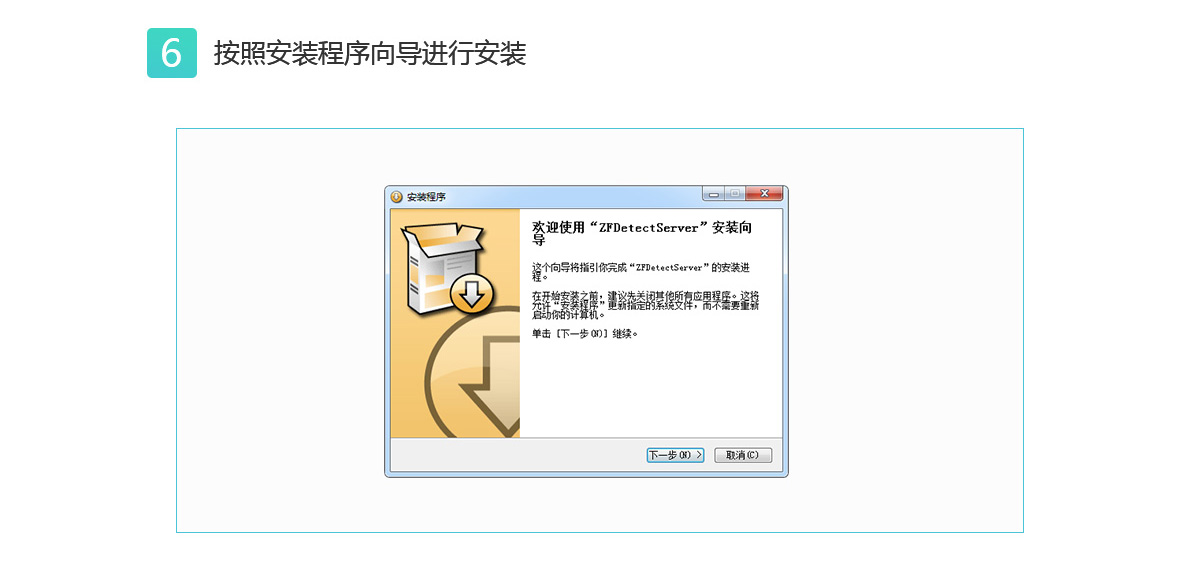 6
按照安装程序向导进行安装
安装程序
欢迎使用“ZFDetectServer”安装向
导
这个向导将指引你完成“ZFDetectServer”的安装进
程。
在开始安装之前，建议先关闭其他所有应用程序。这将
允许“安装程序”更新指定的系统文件，而不需要重新
启动你的计算机。
单击 [下一步(N)] 继续。
下一步(N) >
取消(C)